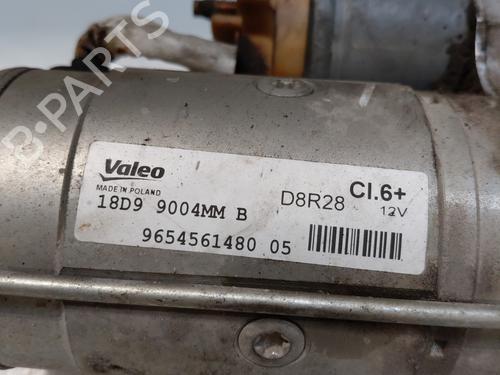 B-PARTS
Valeo
MADE IN POLAND
18D9 9004MM B
D8R28
Cl.6+
12V
9654561480 05